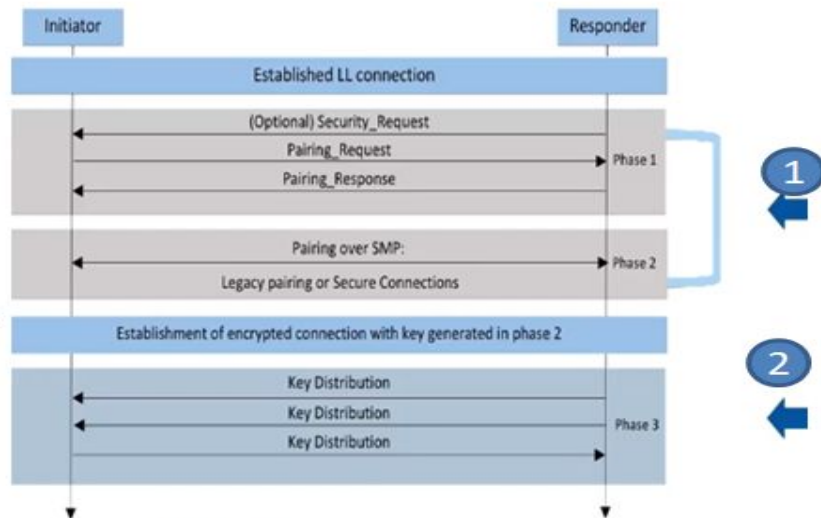 Initiator
Responder
Established LL connection
(Optional) Security_Request
Pairing_Request
Phase 1
Pairing_Response
1
Pairing over SMP:
Phase 2
Legacy pairing or Secure Connections
Establishment of encrypted connection with key generated in phase 2
2
Key Distribution
Key Distribution
Phase 3
Key Distribution